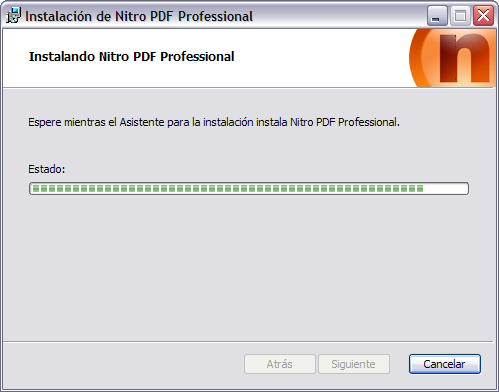 Instalación de Nitro PDF Professional
Instalando Nitro PDF Professional
n
Espere mientras el Asistente para la instalación instala Nitro PDF Professional.
Estado:
Atrás
Siguiente
Cancelar